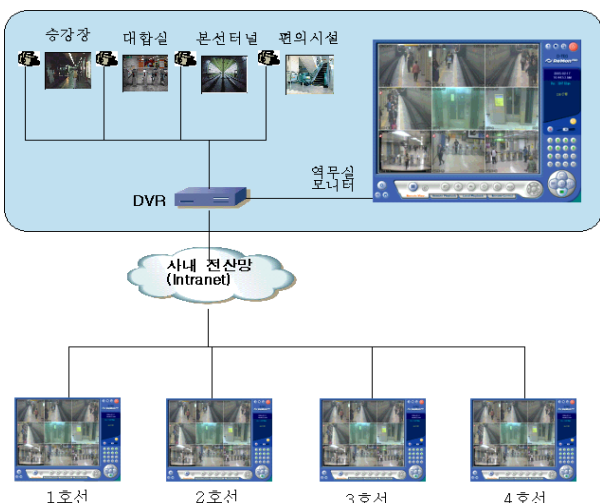 승강장
대합실
본선터널
편의시설
역무실
모니터
DVR
사내 전산망
(Intranet)
1호선
2호선
3호선
4호선